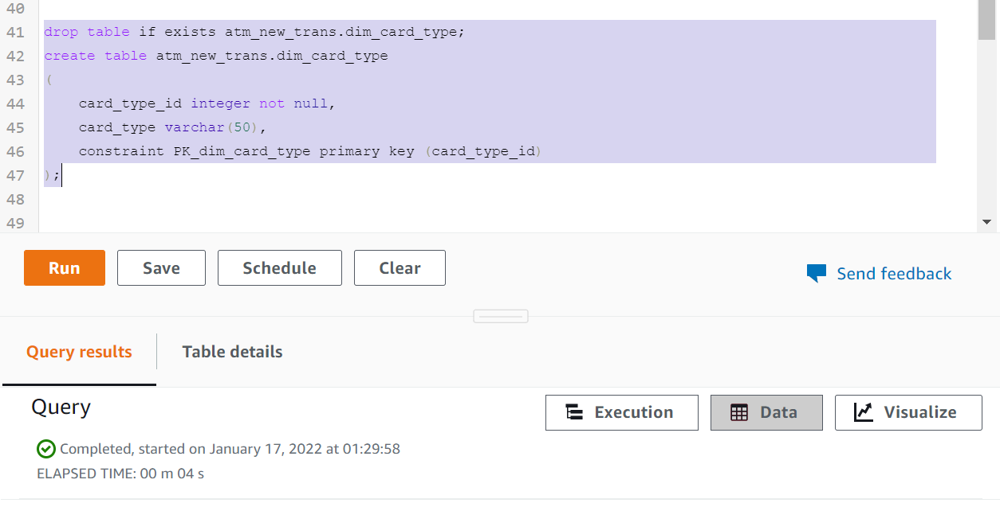 40
41 drop table if exists atm_new_trans.dim_card_type;
42 create table atm_new_trans.dim_card_type
43 (
44 card_type_id integer not null,
45 card_type varchar(50),
46 constraint PK_dim_card_type primary key (card_type_id)
47 );
48
49
Run Save Schedule Clear Send feedback
Query results Table details
Query Execution Data Visualize
Completed, started on January 17, 2022 at 01:29:58
ELAPSED TIME: 00 m 04 s